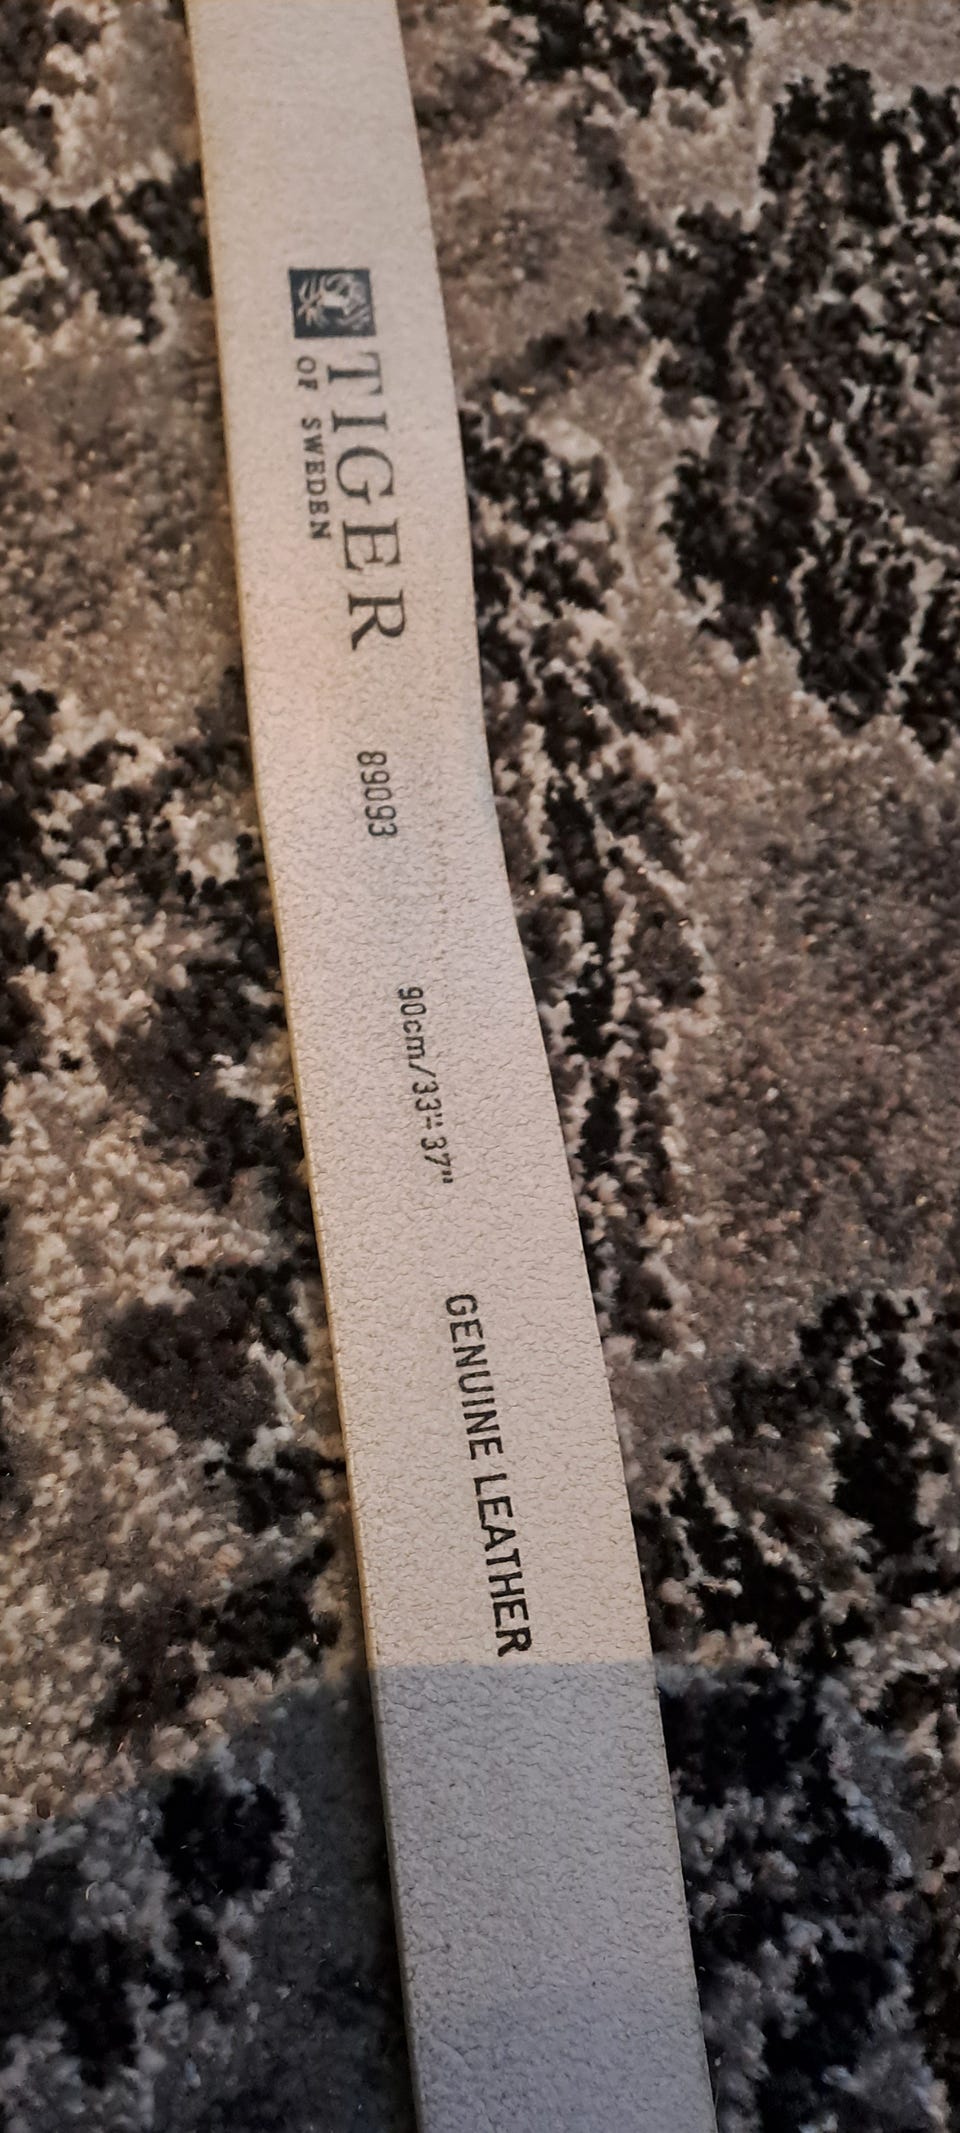 TIGER
OF SWEDEN
89093
90cm/33"-37"
GENUINE LEATHER